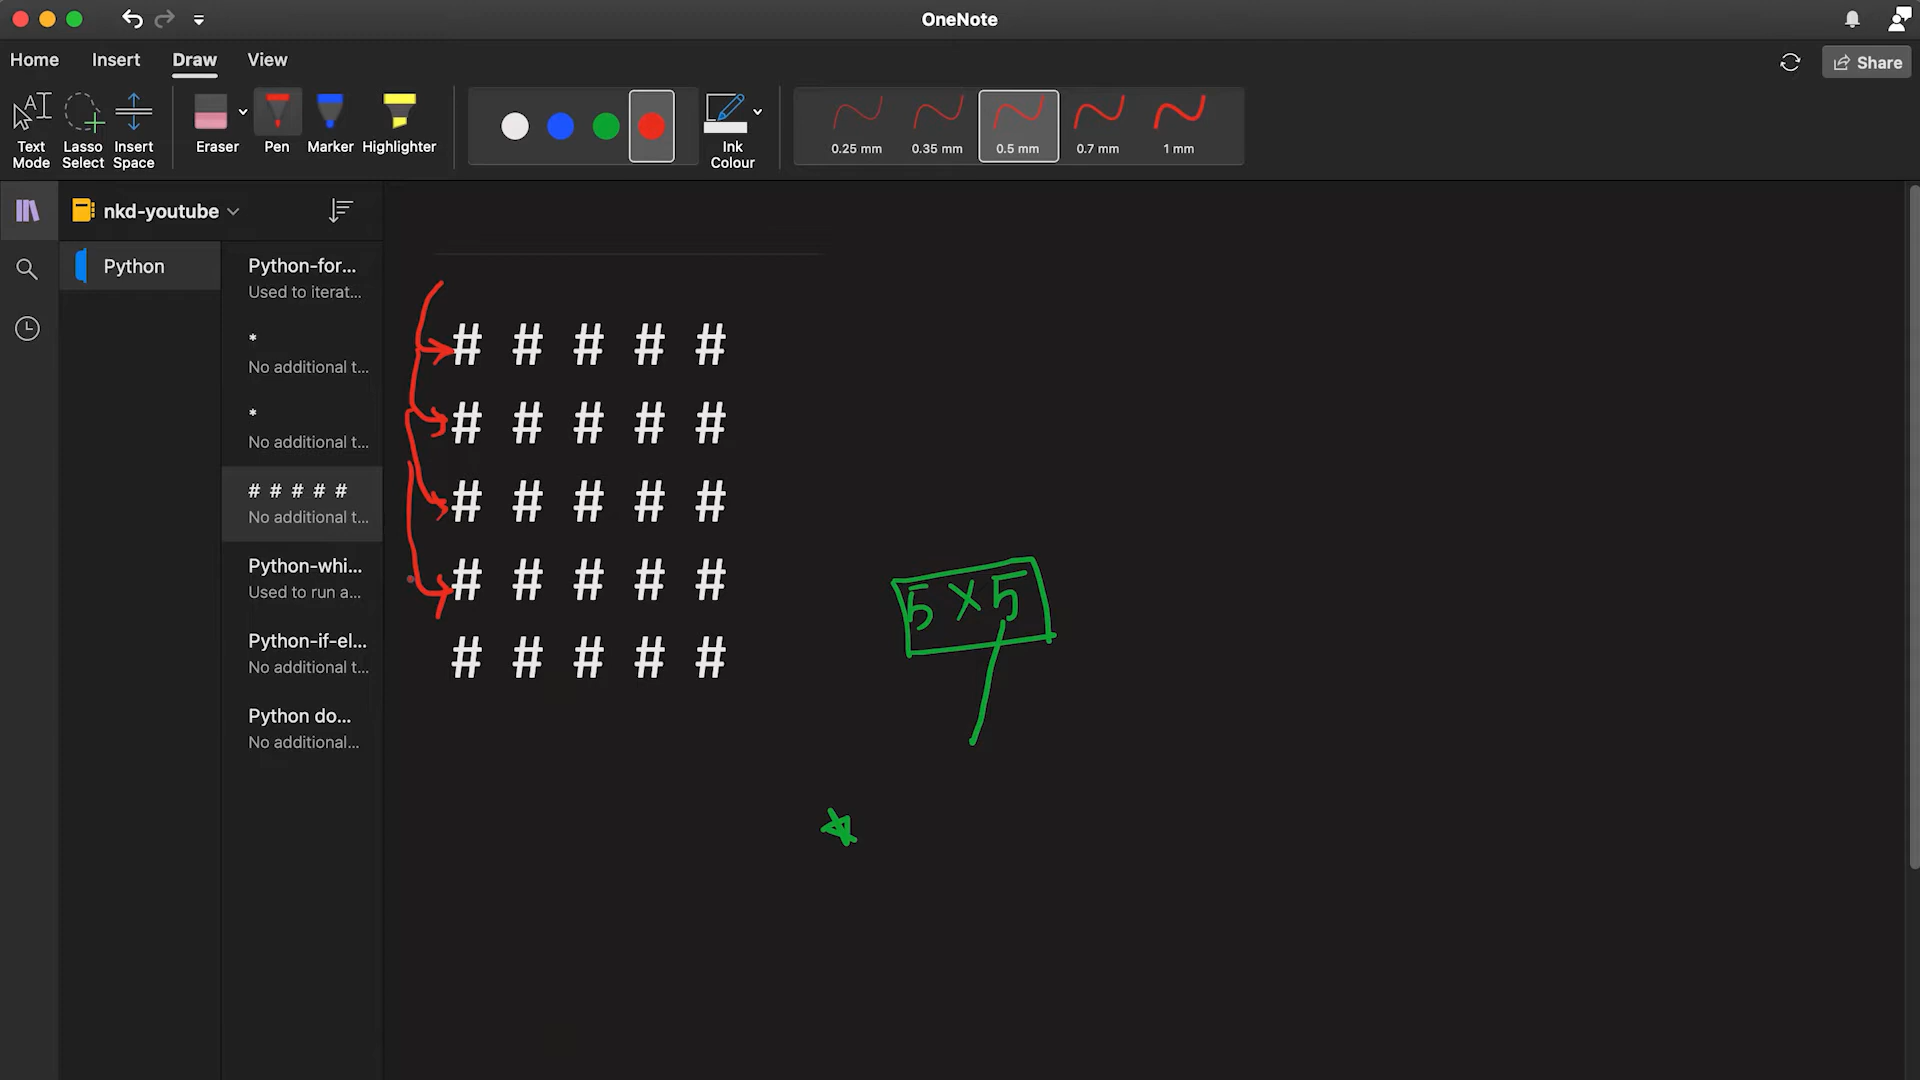 OneNote
Home Insert Draw View
Share
Text Mode
Lasso Select
Insert Space
Eraser
Pen
Marker
Highlighter
Ink Colour
0.25 mm
0.35 mm
0.5 mm
0.7 mm
1 mm
nkd-youtube
Python
Python-for...
Used to iterat...
*
No additional t...
*
No additional t...
# # # # #
No additional t...
Python-whi...
Used to run a...
Python-if-el...
No additional t...
Python do...
No additional...
# # # # #
# # # # #
# # # # #
# # # # #
# # # # #
5 x 5